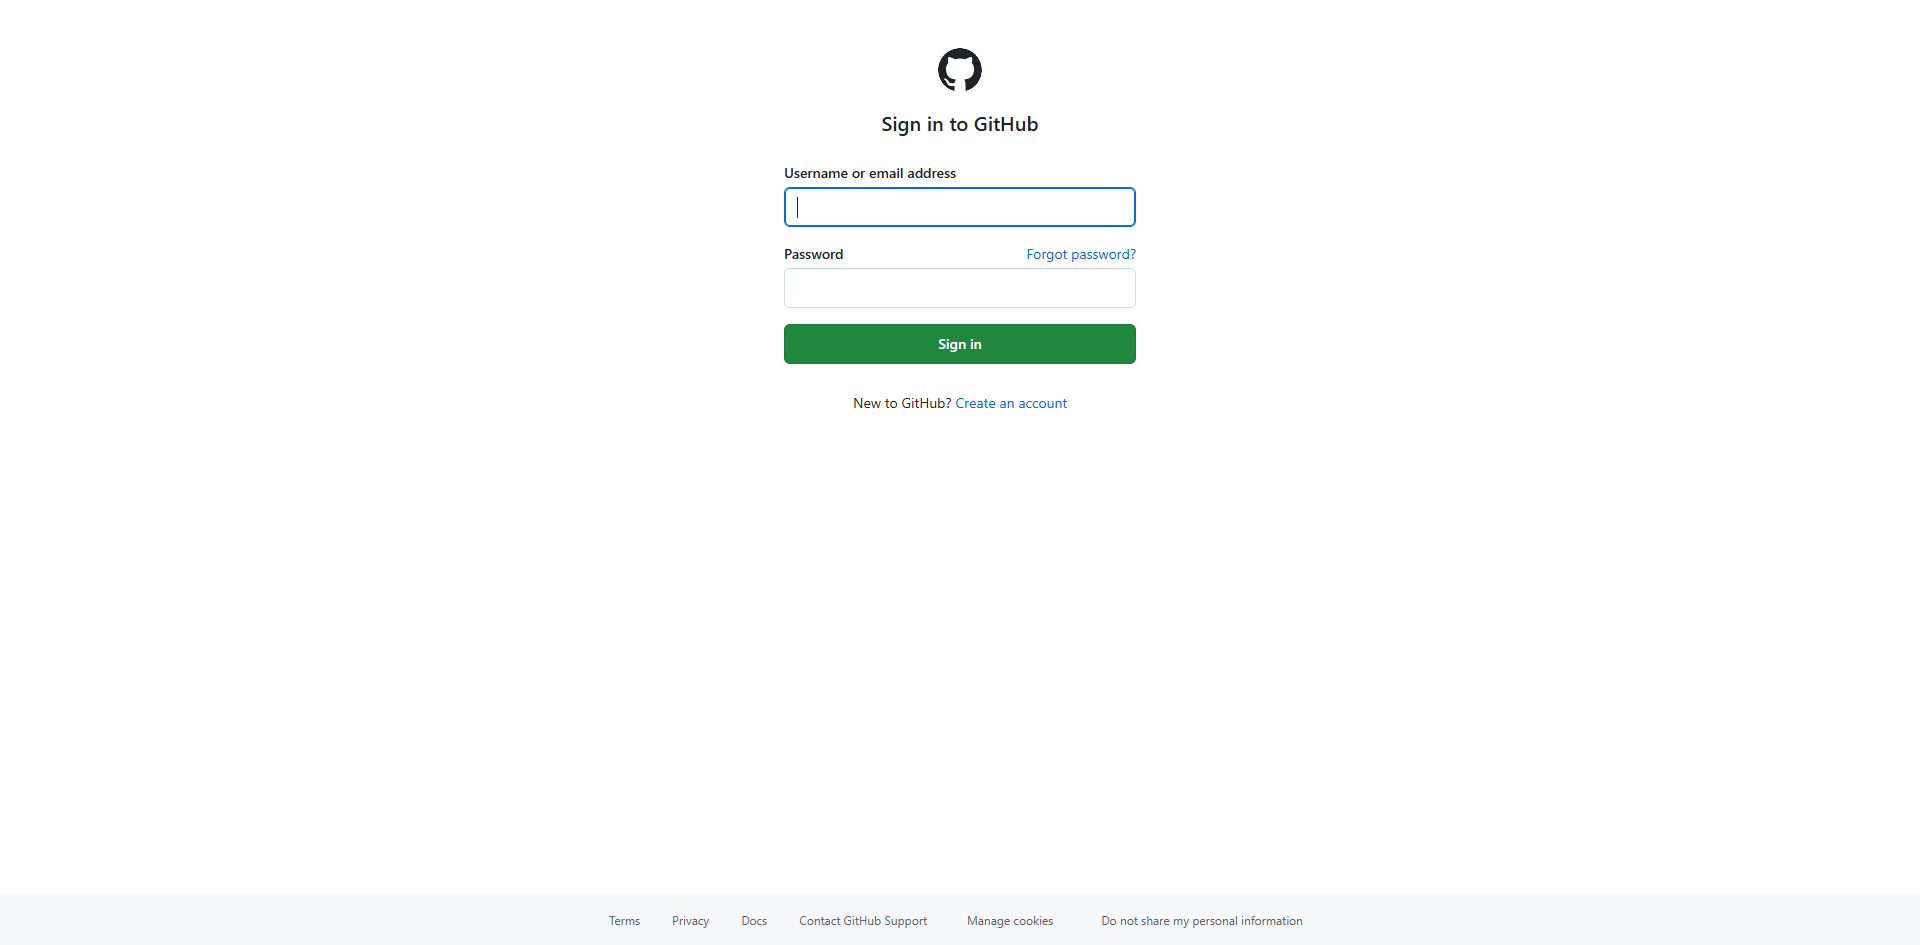 Sign in to GitHub
Username or email address
Password Forgot password?
Sign in
New to GitHub? Create an account
Terms Privacy Docs Contact GitHub Support Manage cookies Do not share my personal information